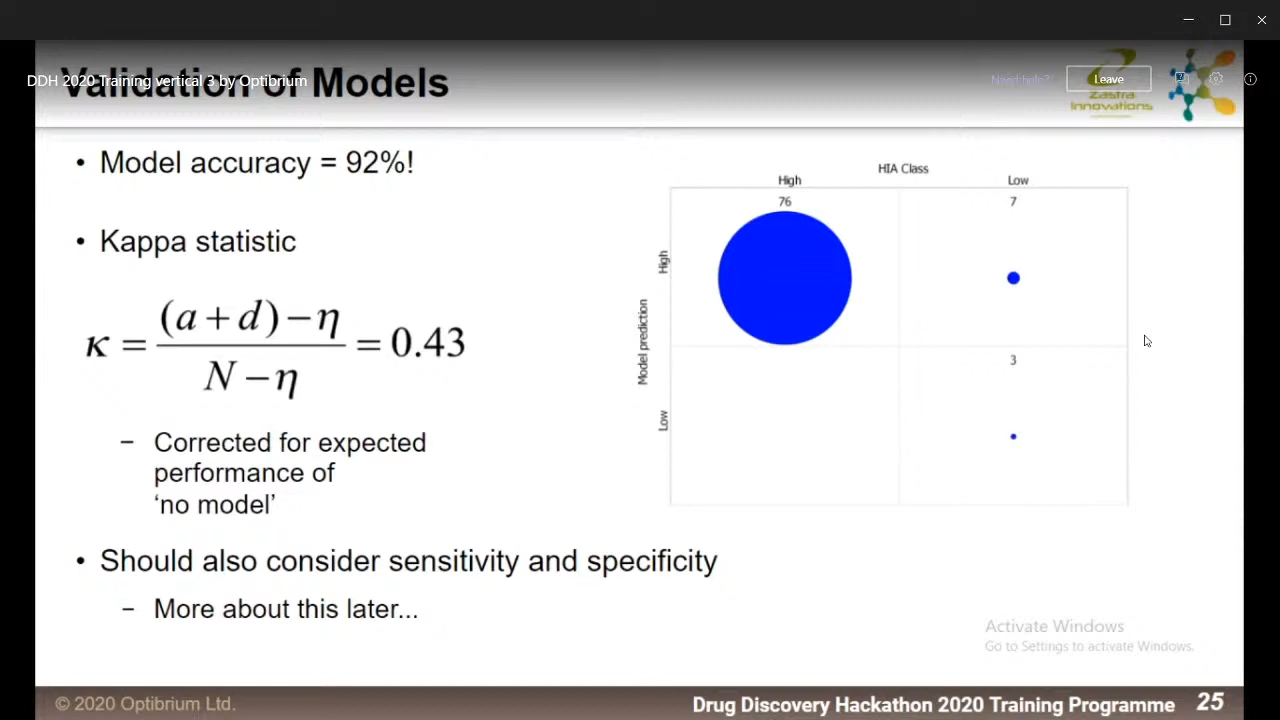 DDH 2020 Training vertical 3 by Optibrium
Validation of Models
Need help?
Leave
Zastra
Innovations
• Model accuracy = 92%!
• Kappa statistic
κ = (a + d) − η / N − η = 0.43
− Corrected for expected
performance of
‘no model’
• Should also consider sensitivity and specificity
− More about this later...
HIA Class
High Low
76 7
High
Model prediction
3
Low
Activate Windows
Go to Settings to activate Windows.
© 2020 Optibrium Ltd.
Drug Discovery Hackathon 2020 Training Programme 25